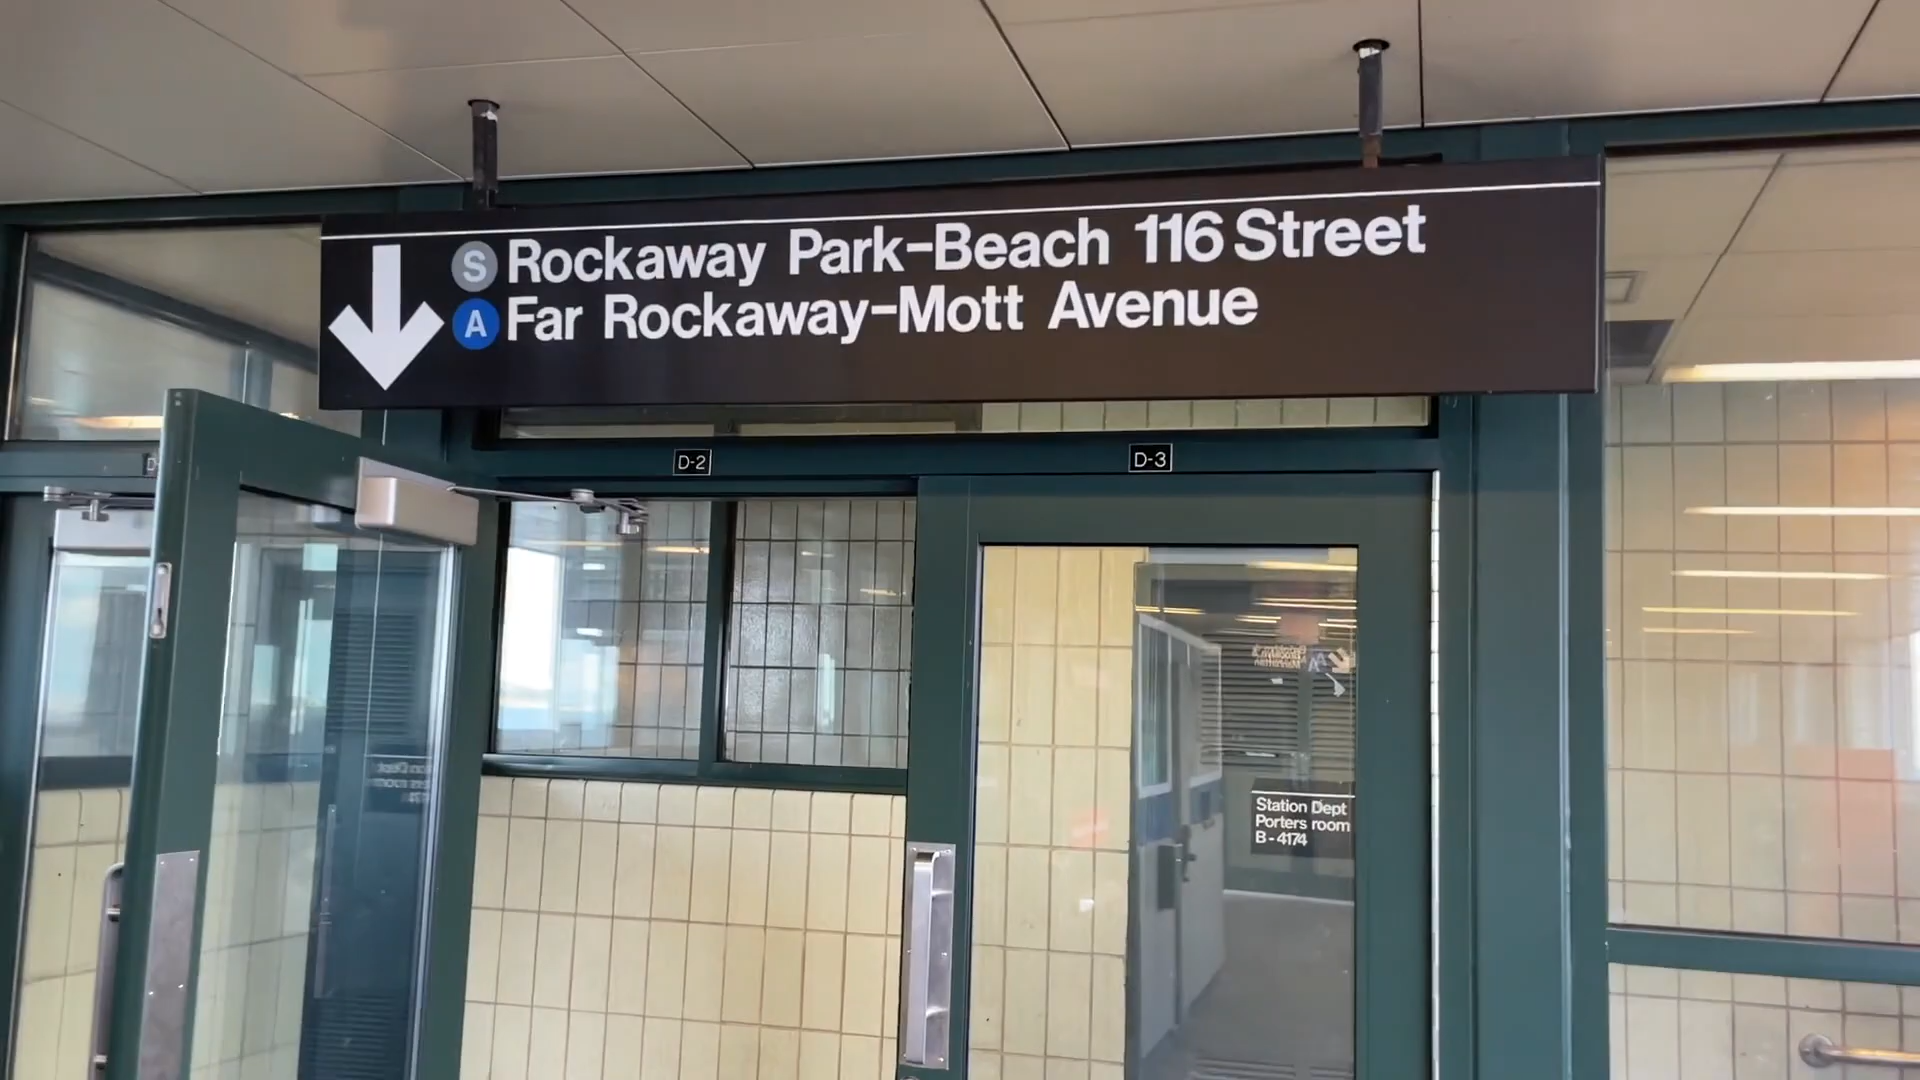 S Rockaway Park-Beach 116 Street
A Far Rockaway-Mott Avenue
D-2
D-3
Station Dept
Porters room
B-4174